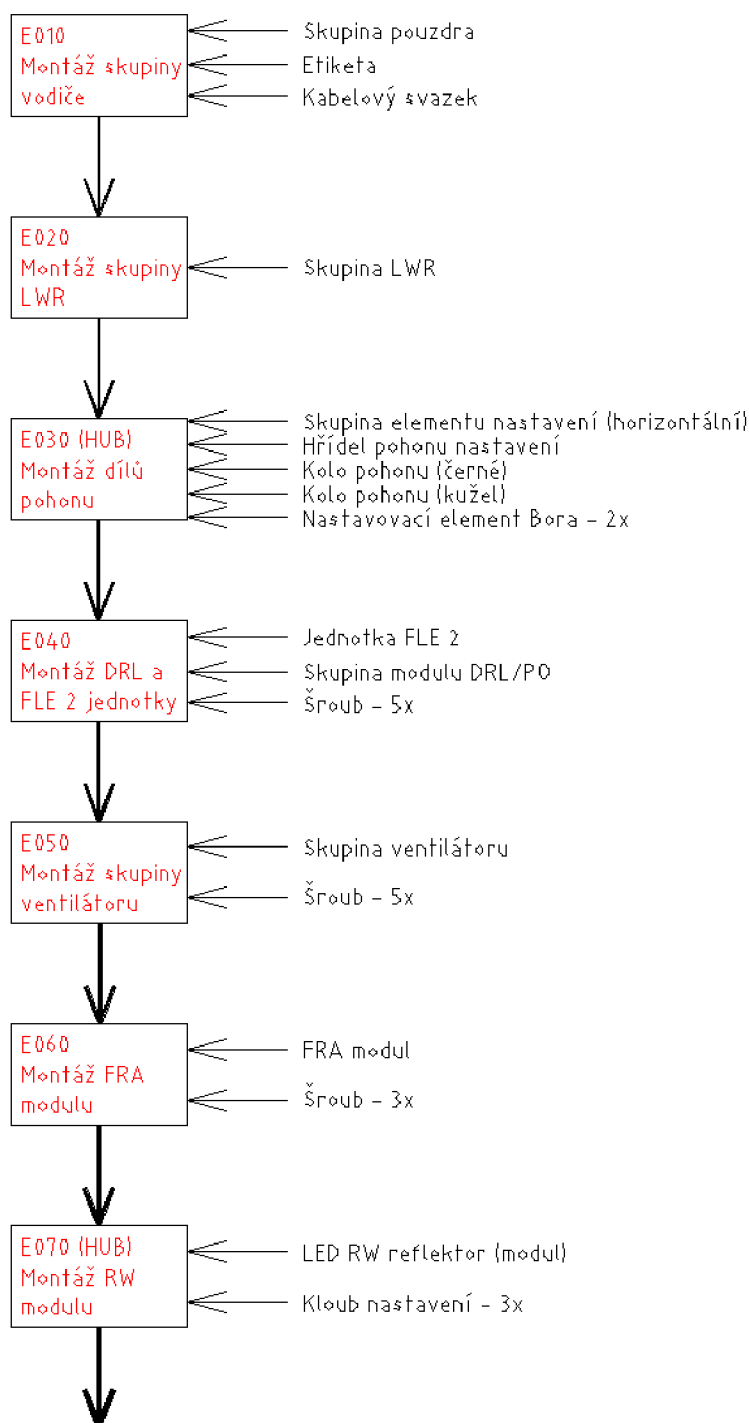 E010
Montáž skupiny
vodiče
Skupina pouzdra
Etiketa
Kabelový svazek
E020
Montáž skupiny
LWR
Skupina LWR
E030 (HUB)
Montáž dílů
pohonu
Skupina elementu nastavení (horizontální)
Hřídel pohonu nastavení
Kolo pohonu (černé)
Kolo pohonu (kužel)
Nastavovací element Bora - 2x
E040
Montáž DRL a
FLE 2 jednotky
Jednotka FLE 2
Skupina modulu DRL/PO
Šroub - 5x
E050
Montáž skupiny
ventilátoru
Skupina ventilátoru
Šroub - 5x
E060
Montáž FRA
modulu
FRA modul
Šroub - 3x
E070 (HUB)
Montáž RW
modulu
LED RW reflektor (modul)
Kloub nastavení - 3x